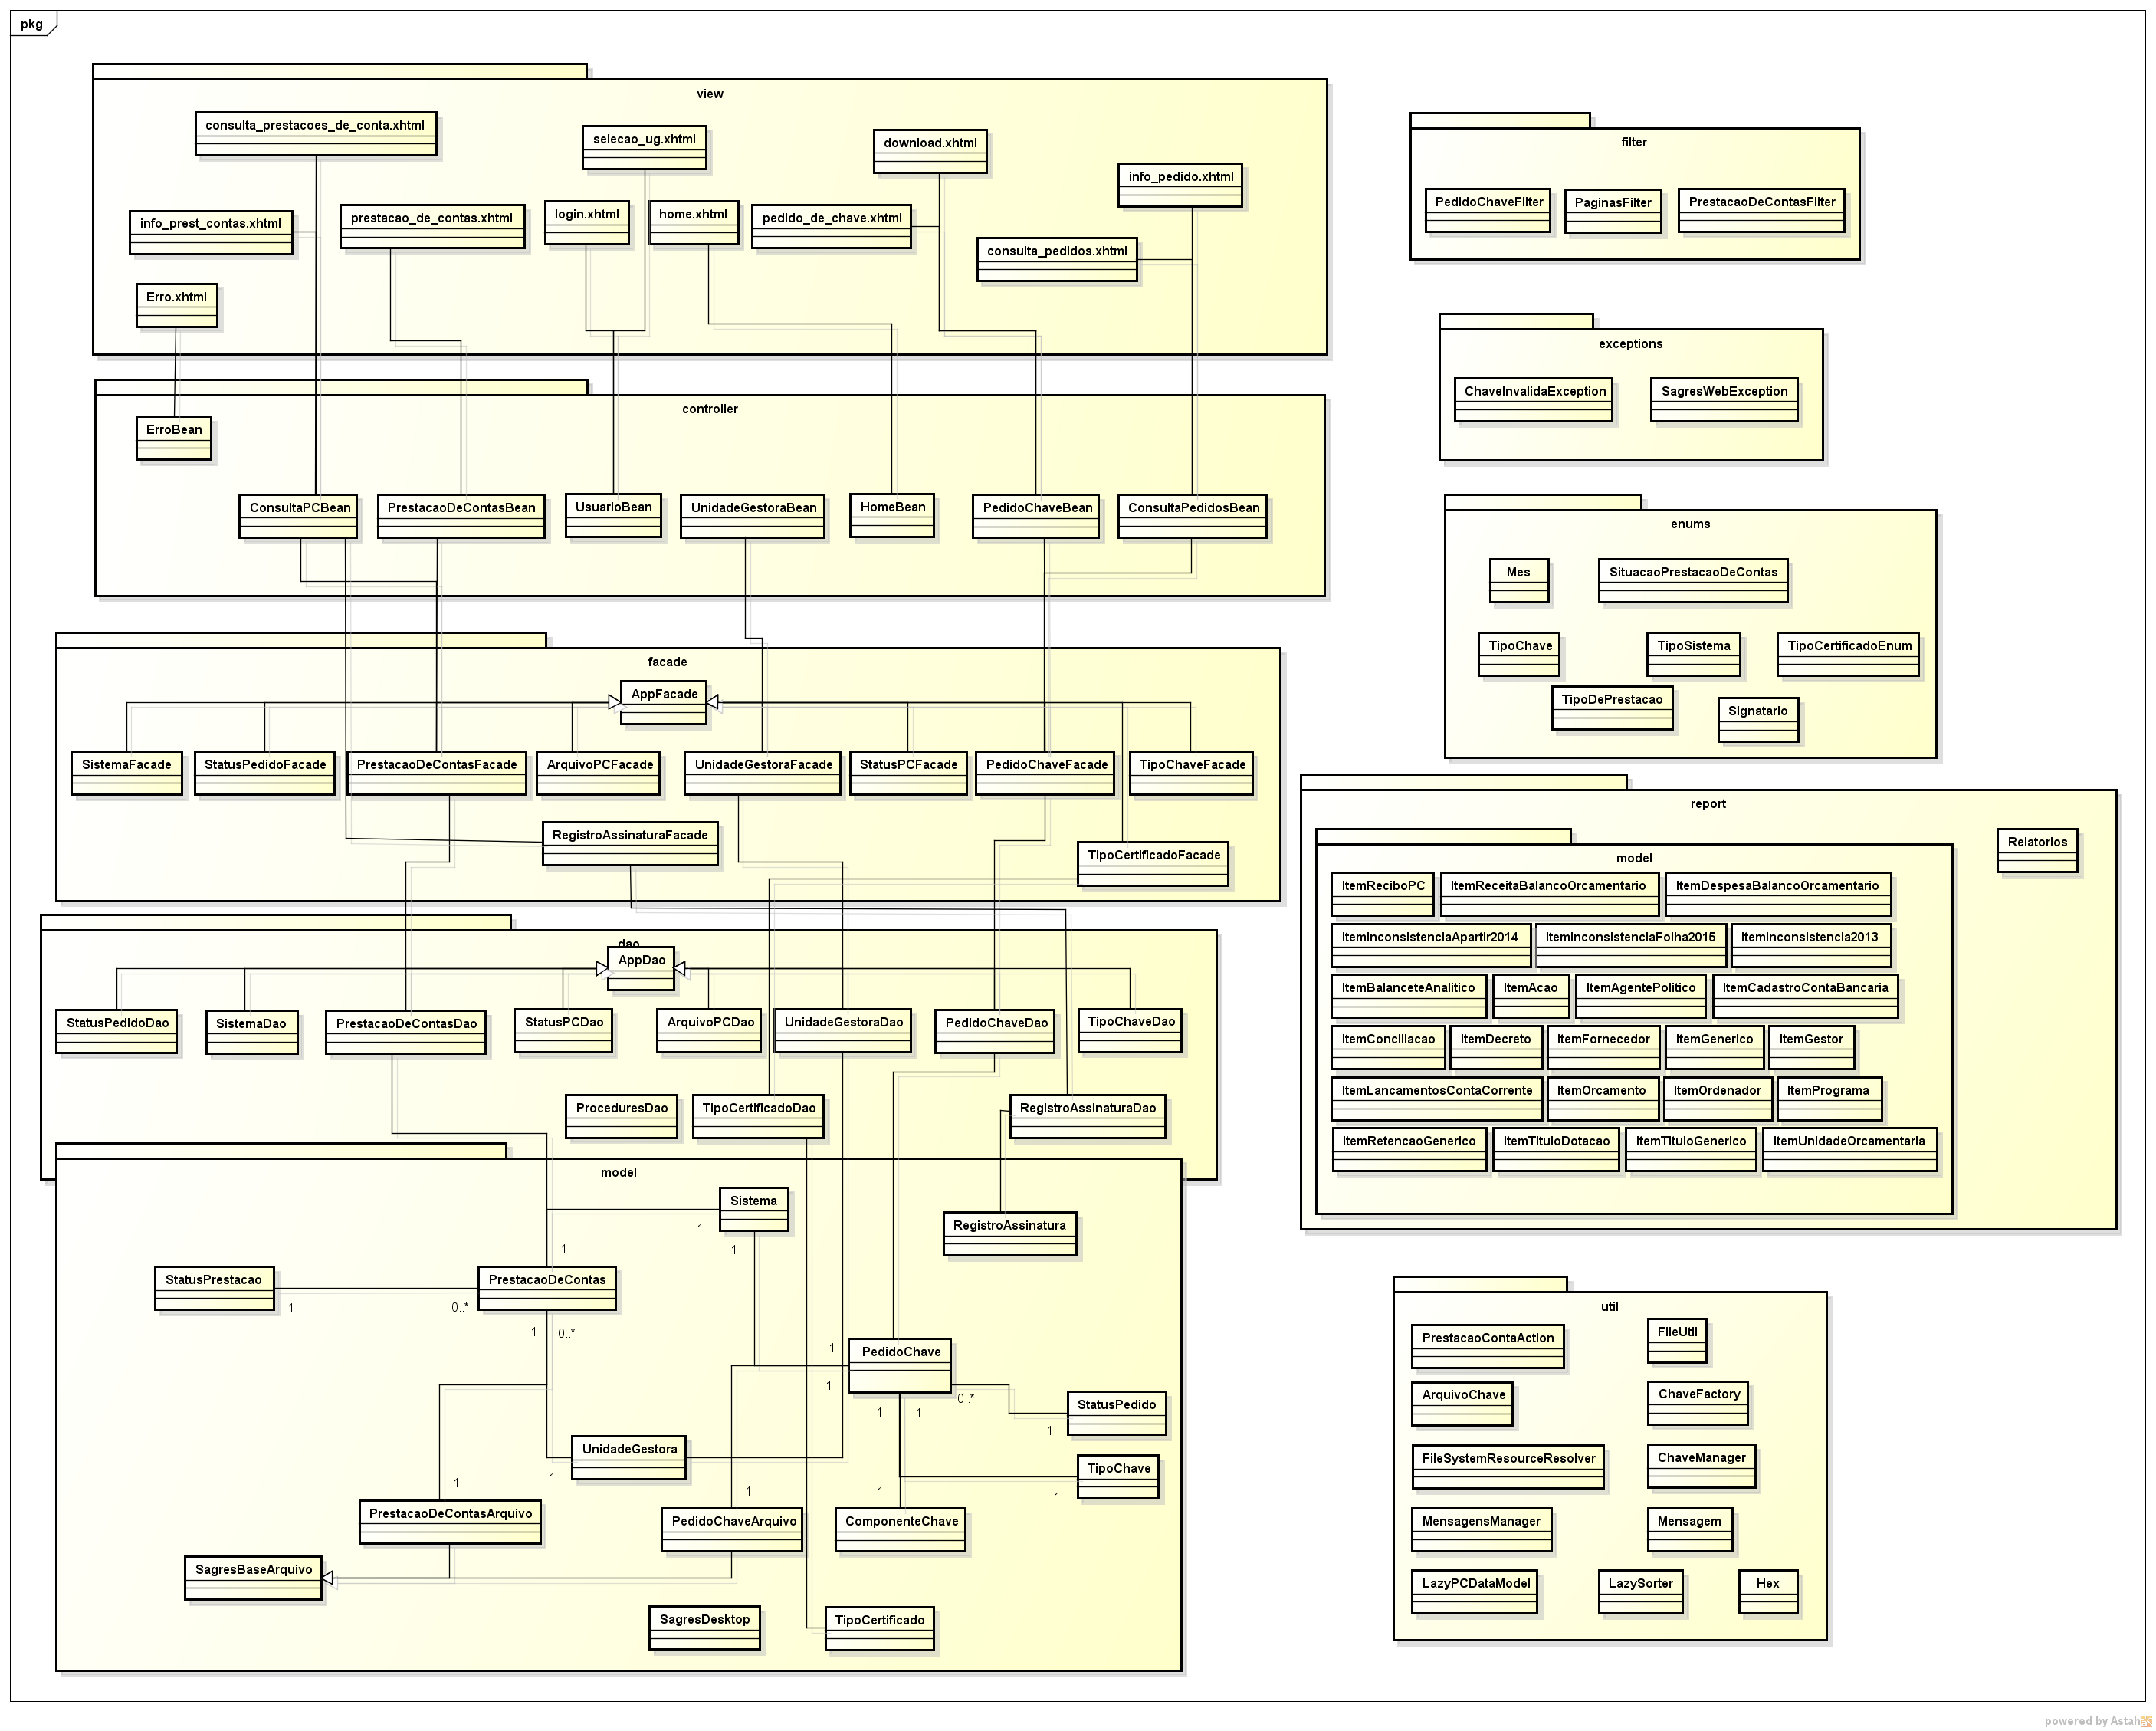 pkg
view
consulta_prestacoes_de_conta.xhtml
selecao_ug.xhtml
download.xhtml
info_pedido.xhtml
info_prest_contas.xhtml
prestacao_de_contas.xhtml
login.xhtml
home.xhtml
pedido_de_chave.xhtml
consulta_pedidos.xhtml
Erro.xhtml
controller
ErroBean
ConsultaPCBean
PrestacaoDeContasBean
UsuarioBean
UnidadeGestoraBean
HomeBean
PedidoChaveBean
ConsultaPedidosBean
facade
AppFacade
SistemaFacade
StatusPedidoFacade
PrestacaoDeContasFacade
ArquivoPCFacade
UnidadeGestoraFacade
StatusPCFacade
PedidoChaveFacade
TipoChaveFacade
RegistroAssinaturaFacade
TipoCertificadoFacade
dao
AppDao
StatusPedidoDao
SistemaDao
PrestacaoDeContasDao
StatusPCDao
ArquivoPCDao
UnidadeGestoraDao
PedidoChaveDao
TipoChaveDao
ProceduresDao
TipoCertificadoDao
RegistroAssinaturaDao
model
Sistema
1
1
RegistroAssinatura
1
StatusPrestacao
PrestacaoDeContas
1
0..*
1
0..*
1
PedidoChave
1
0..*
1
1
StatusPedido
1
UnidadeGestora
1
TipoChave
1
1
1
1
PrestacaoDeContasArquivo
PedidoChaveArquivo
ComponenteChave
SagresBaseArquivo
SagresDesktop
TipoCertificado
filter
PedidoChaveFilter
PaginasFilter
PrestacaoDeContasFilter
exceptions
ChaveInvalidaException
SagresWebException
enums
Mes
SituacaoPrestacaoDeContas
TipoChave
TipoSistema
TipoCertificadoEnum
TipoDePrestacao
Signatario
report
Relatorios
model
ItemReciboPC
ItemReceitaBalancoOrcamentario
ItemDespesaBalancoOrcamentario
ItemInconsistenciaApartir2014
ItemInconsistenciaFolha2015
ItemInconsistencia2013
ItemBalanceteAnalitico
ItemAcao
ItemAgentePolitico
ItemCadastroContaBancaria
ItemConciliacao
ItemDecreto
ItemFornecedor
ItemGenerico
ItemGestor
ItemLancamentosContaCorrente
ItemOrcamento
ItemOrdenador
ItemPrograma
ItemRetencaoGenerico
ItemTituloDotacao
ItemTituloGenerico
ItemUnidadeOrcamentaria
util
PrestacaoContaAction
FileUtil
ArquivoChave
ChaveFactory
FileSystemResourceResolver
ChaveManager
MensagensManager
Mensagem
LazyPCDataModel
LazySorter
Hex
powered by Astah